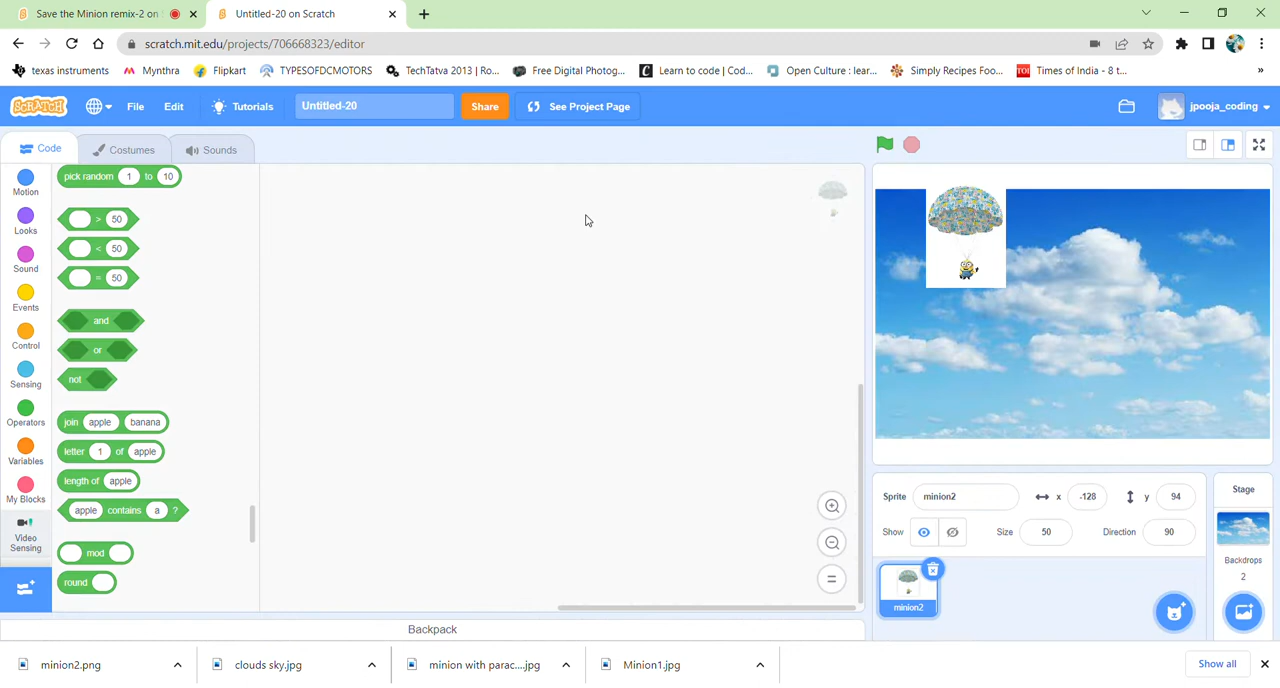 Save the Minion remix-2 on
Untitled-20 on Scratch
scratch.mit.edu/projects/706668323/editor
texas instruments
Mynthra
Flipkart
TYPESOFDCMOTORS
TechTatva 2013 | Ro...
Free Digital Photog...
Learn to code | Cod...
Open Culture : lear...
Simply Recipes Foo...
TOI
Times of India - 8 t...
»
SCRATCH
File
Edit
Tutorials
Untitled-20
Share
See Project Page
jpooja_coding
Code
Costumes
Sounds
Motion
Looks
Sound
Events
Control
Sensing
Operators
Variables
My Blocks
Video
Sensing
pick random 1 to 10
> 50
< 50
= 50
and
or
not
join apple banana
letter 1 of apple
length of apple
apple contains a ?
mod
round
Sprite minion2 x -128 y 94
Show Size 50 Direction 90
minion2
Stage
Backdrops
2
Backpack
minion2.png
clouds sky.jpg
minion with parac....jpg
Minion1.jpg
Show all